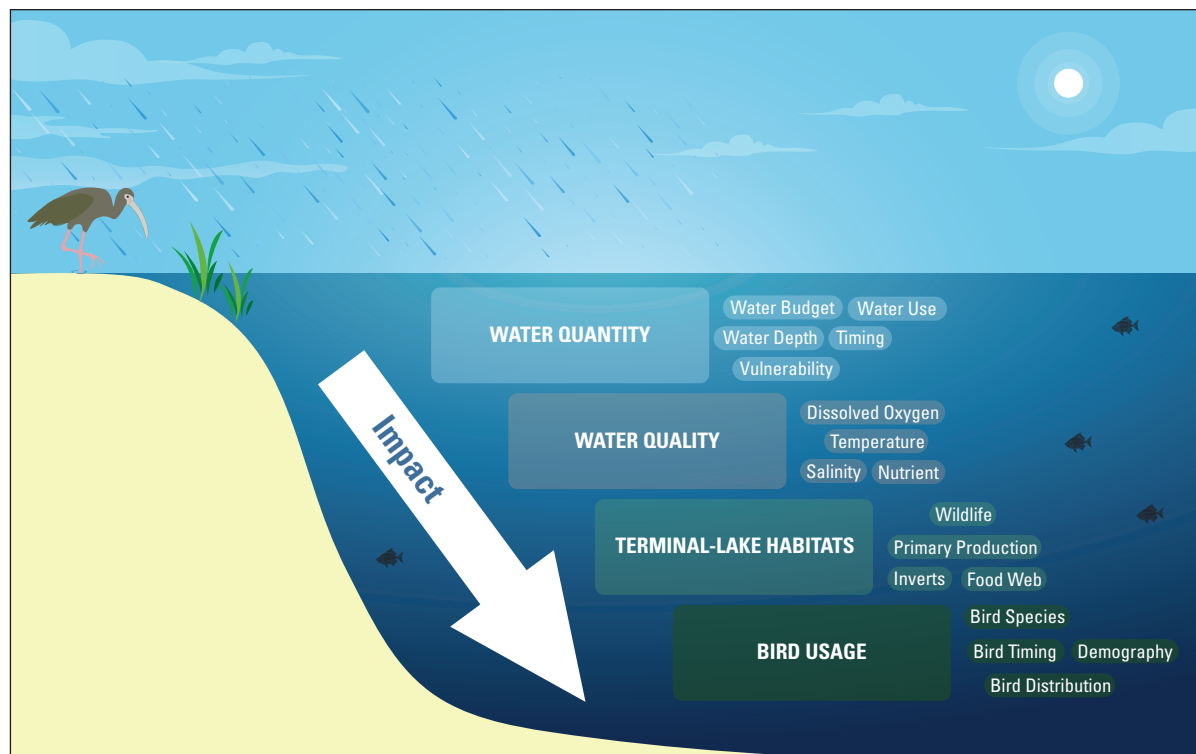 WATER QUANTITY
Water Budget Water Use
Water Depth Timing
Vulnerability
Impact
WATER QUALITY
Dissolved Oxygen
Temperature
Salinity Nutrient
TERMINAL-LAKE HABITATS
Wildlife
Primary Production
Inverts Food Web
BIRD USAGE
Bird Species
Bird Timing Demography
Bird Distribution